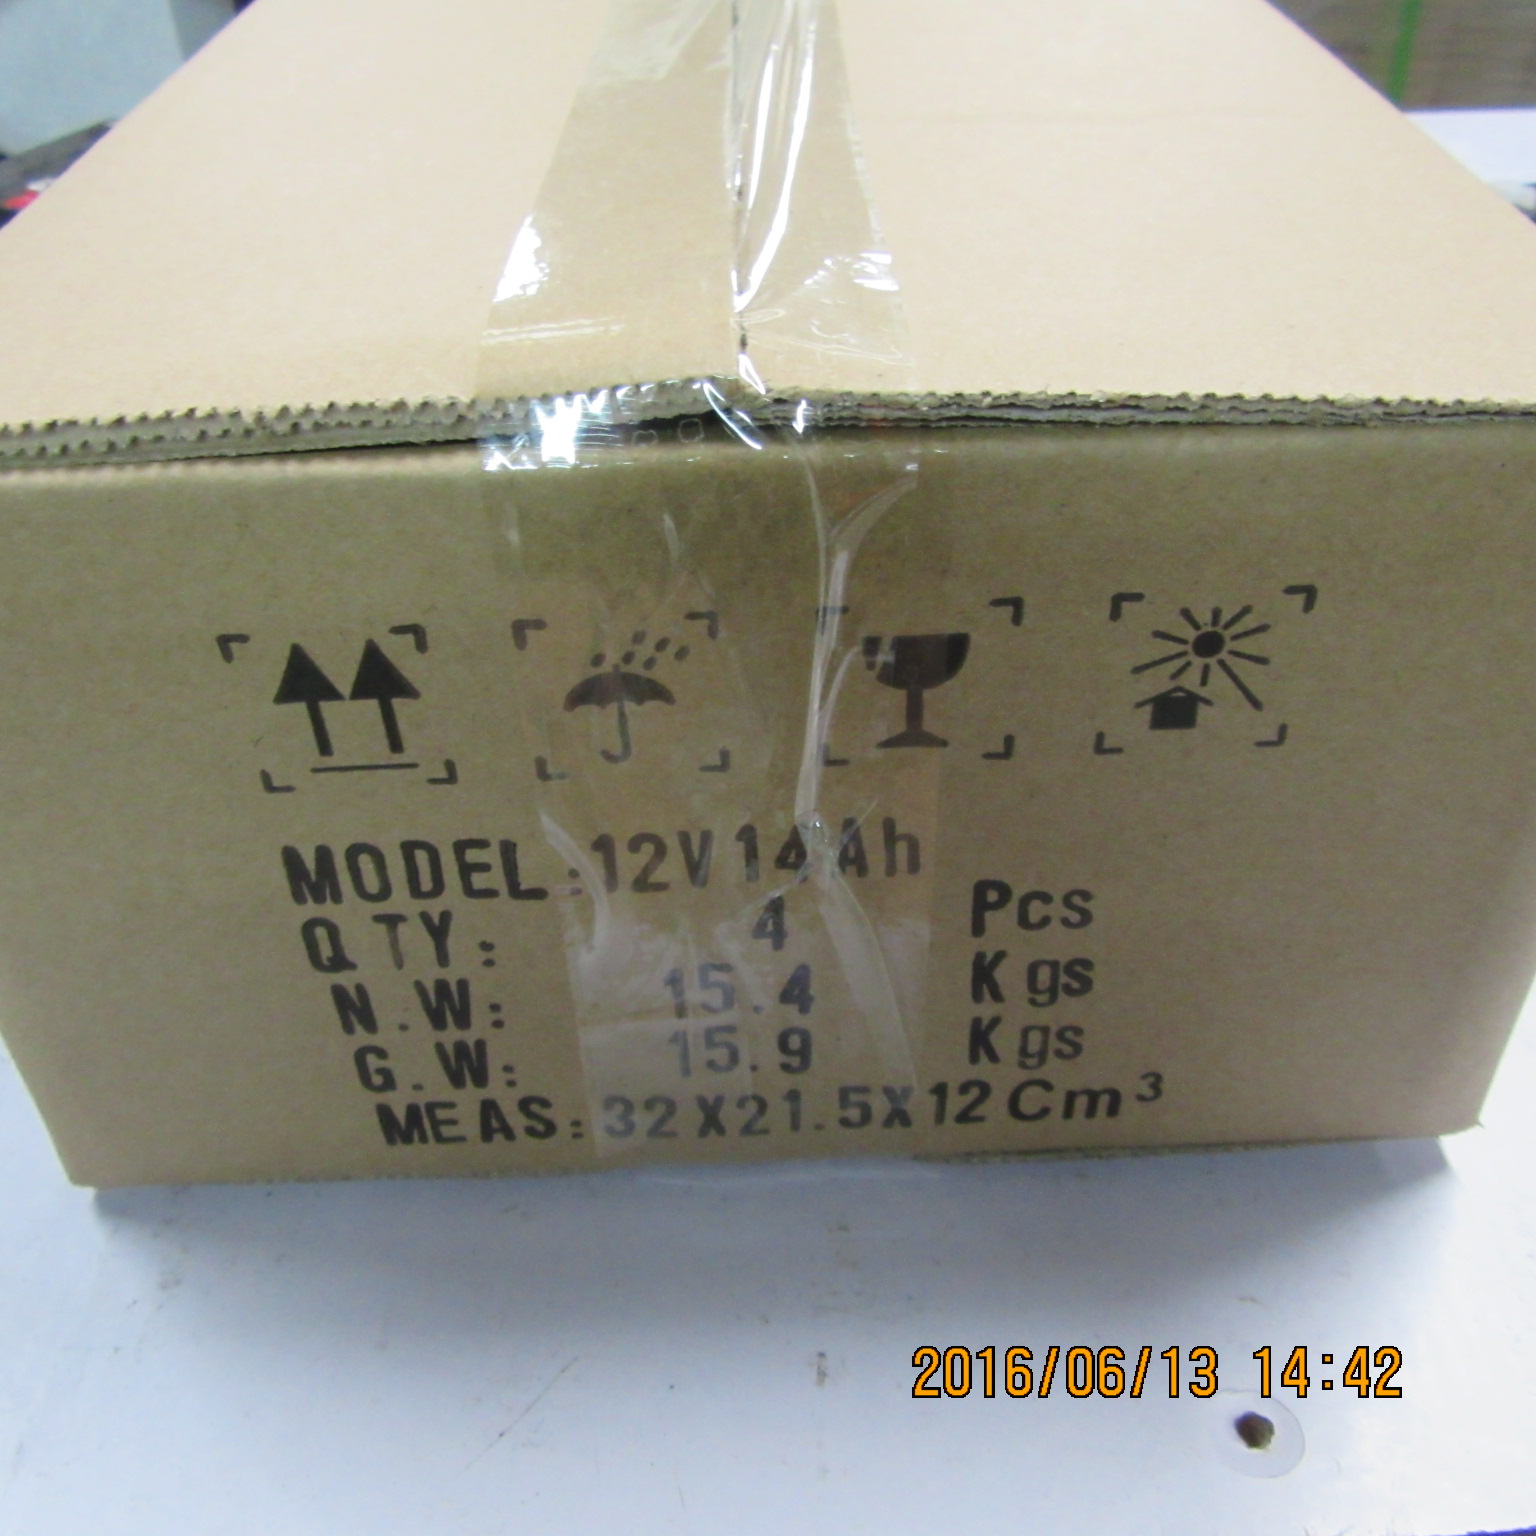 MODEL:12V14Ah
QTY: 4 Pcs
N.W: 15.4 Kgs
G.W: 15.9 Kgs
MEAS:32X21.5X12Cm³
2016/06/13 14:42